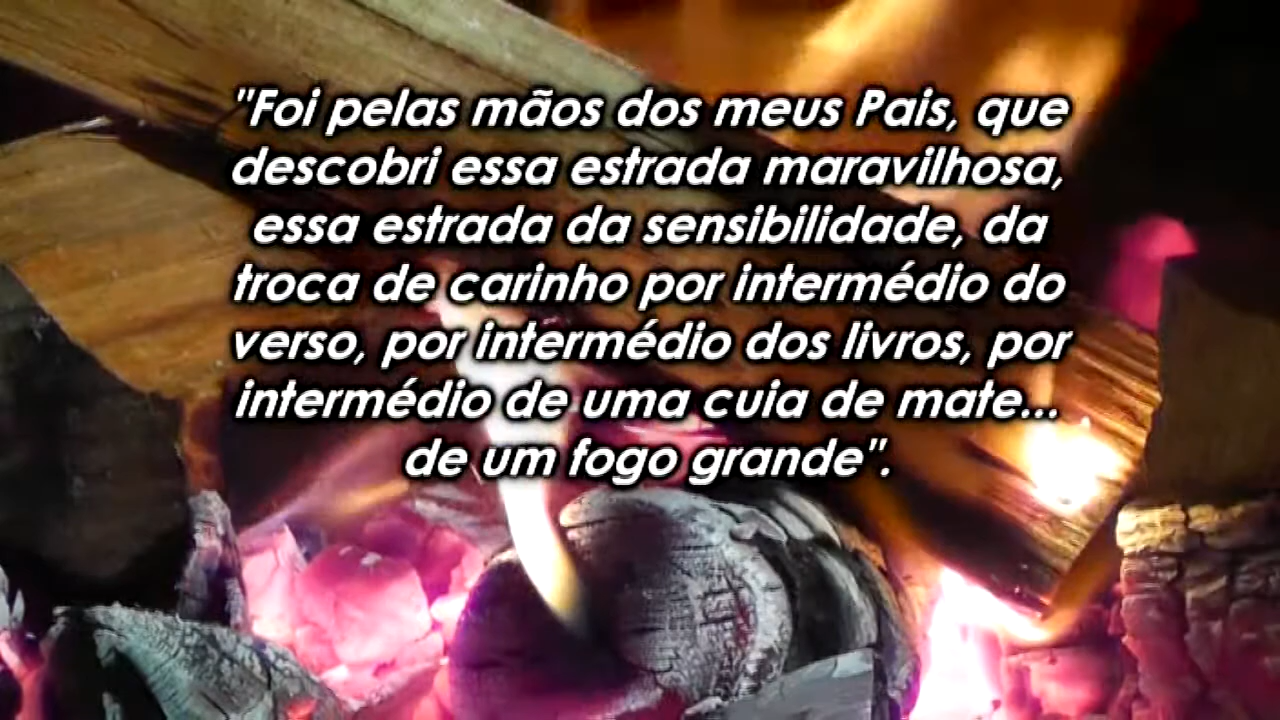 "Foi pelas mãos dos meus Pais, que
descobri essa estrada maravilhosa,
essa estrada da sensibilidade, da
troca de carinho por intermédio do
verso, por intermédio dos livros, por
intermédio de uma cuia de mate...
de um fogo grande".